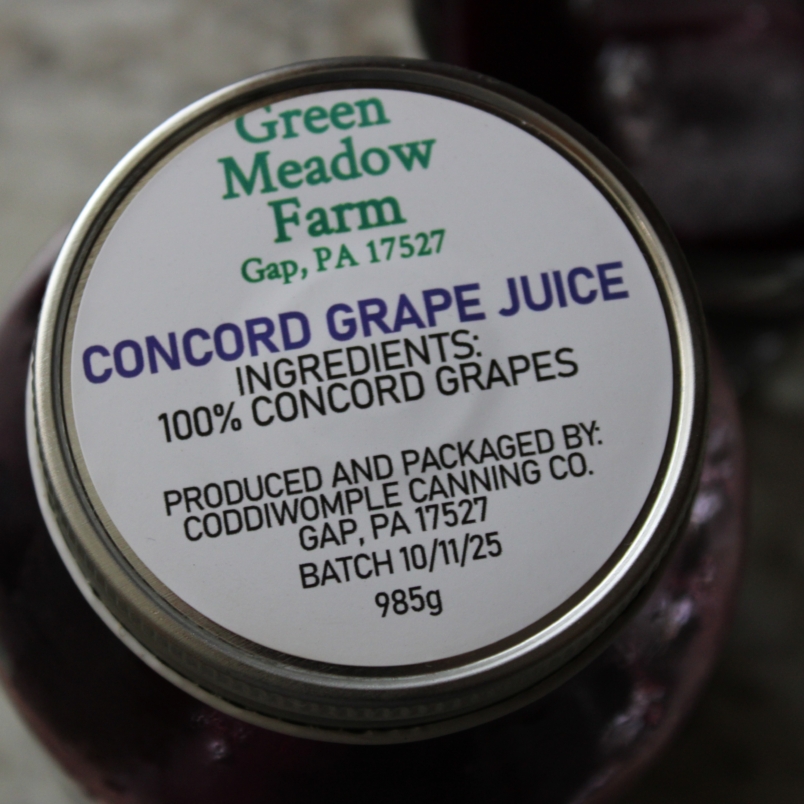 Green
Meadow
Farm
Gap, PA 17527
CONCORD GRAPE JUICE
INGREDIENTS:
100% CONCORD GRAPES
PRODUCED AND PACKAGED BY:
CODDIWOMPLE CANNING CO.
GAP, PA 17527
BATCH 10/11/25
985g